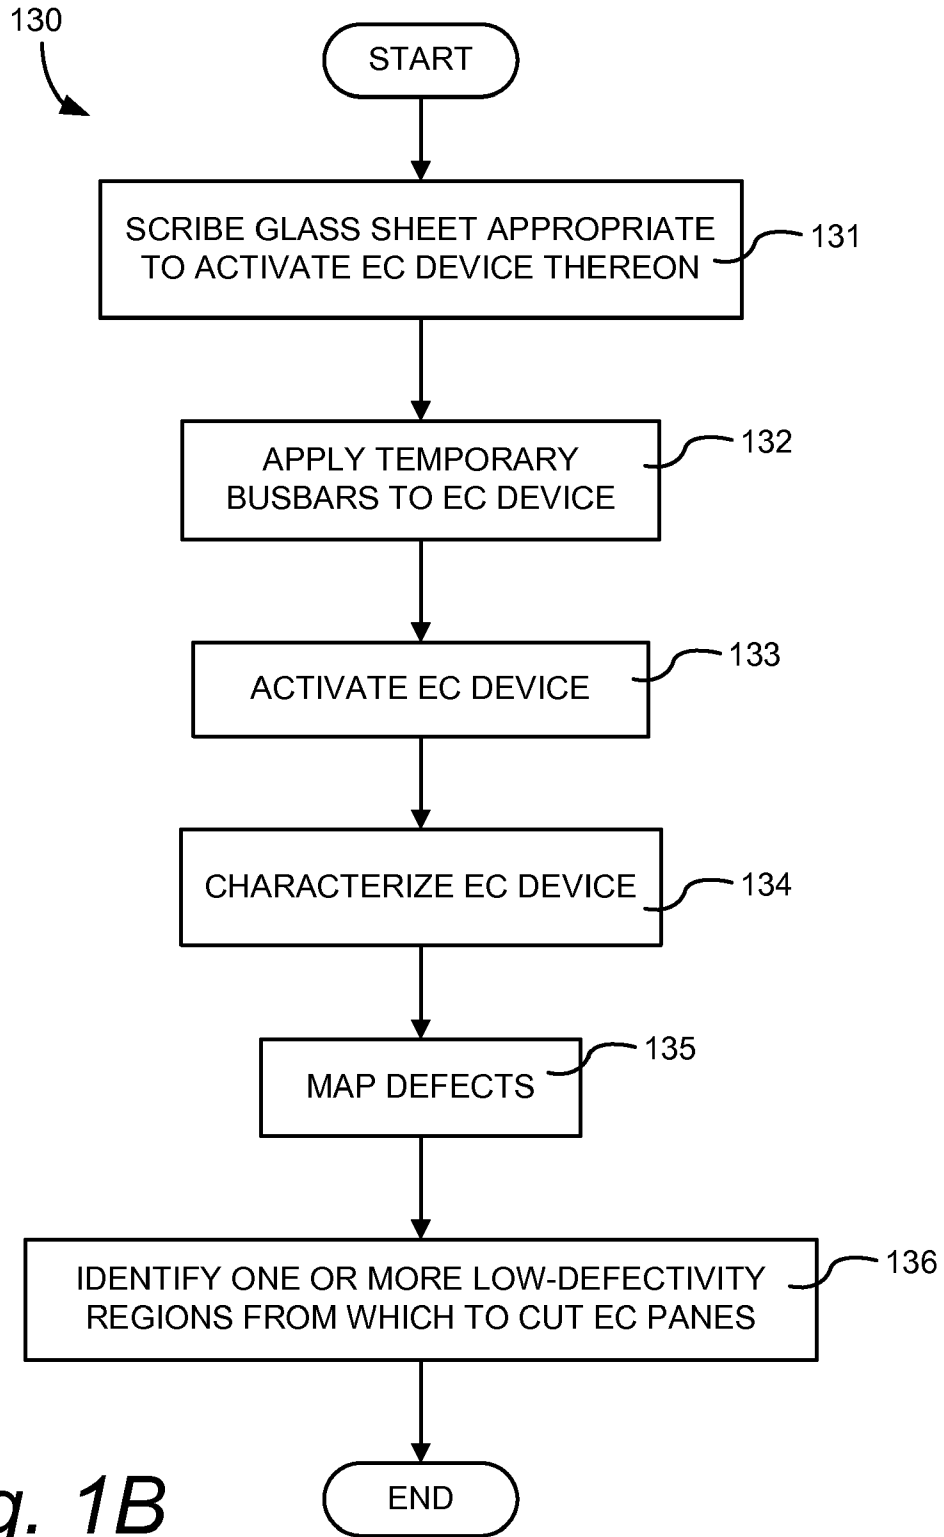 130
START
SCRIBE GLASS SHEET APPROPRIATE
TO ACTIVATE EC DEVICE THEREON
131
APPLY TEMPORARY
BUSBARS TO EC DEVICE
132
ACTIVATE EC DEVICE
133
CHARACTERIZE EC DEVICE
134
MAP DEFECTS
135
IDENTIFY ONE OR MORE LOW-DEFECTIVITY
REGIONS FROM WHICH TO CUT EC PANES
136
END
g. 1B